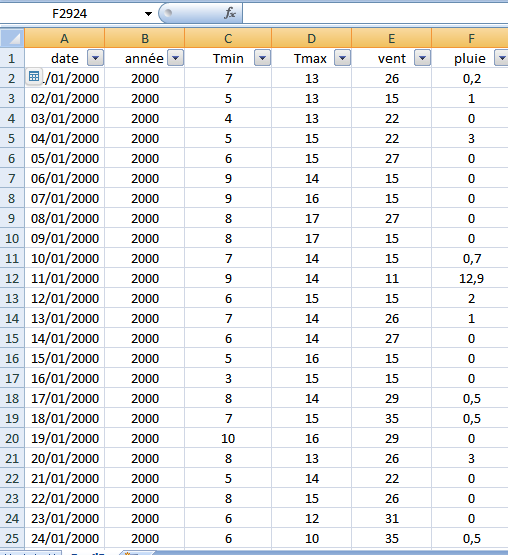 F2924 fx
A B C D E F
1 date année Tmin Tmax vent pluie
2 /01/2000 2000 7 13 26 0,2
3 02/01/2000 2000 5 13 15 1
4 03/01/2000 2000 4 13 22 0
5 04/01/2000 2000 5 15 22 3
6 05/01/2000 2000 6 15 27 0
7 06/01/2000 2000 9 14 15 0
8 07/01/2000 2000 9 16 15 0
9 08/01/2000 2000 8 17 27 0
10 09/01/2000 2000 8 17 15 0
11 10/01/2000 2000 7 14 15 0,7
12 11/01/2000 2000 9 14 11 12,9
13 12/01/2000 2000 6 15 15 2
14 13/01/2000 2000 7 14 26 1
15 14/01/2000 2000 6 14 27 0
16 15/01/2000 2000 5 16 15 0
17 16/01/2000 2000 3 15 15 0
18 17/01/2000 2000 8 14 29 0,5
19 18/01/2000 2000 7 15 35 0,5
20 19/01/2000 2000 10 16 29 0
21 20/01/2000 2000 8 13 26 3
22 21/01/2000 2000 5 14 22 0
23 22/01/2000 2000 8 15 26 0
24 23/01/2000 2000 6 12 31 0
25 24/01/2000 2000 6 10 35 0,5